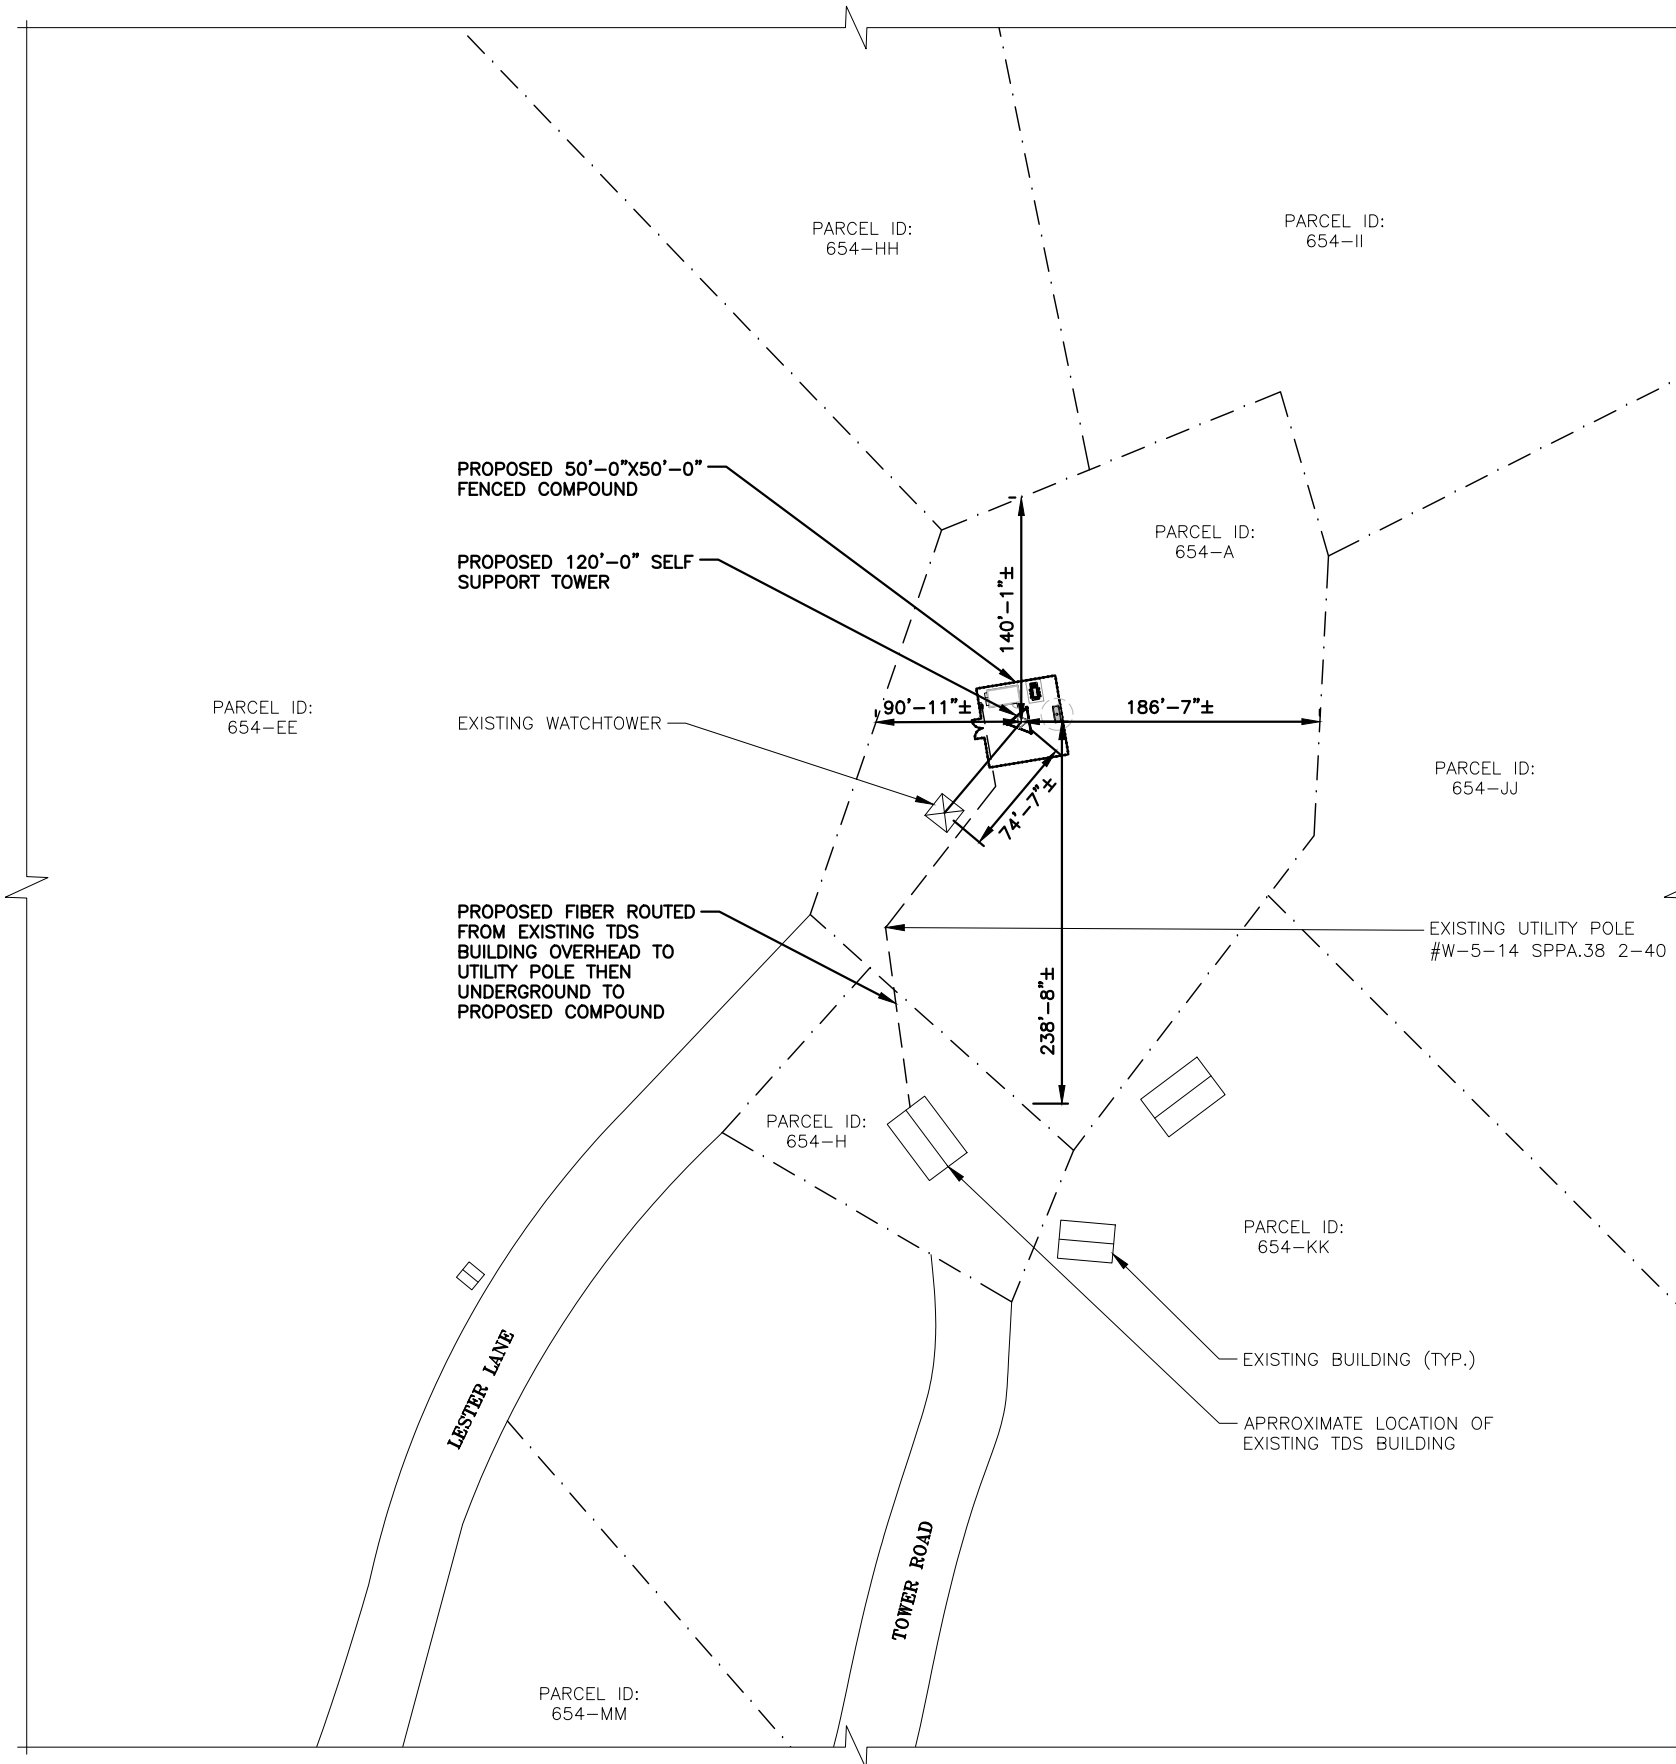 PARCEL ID:
654-HH
PARCEL ID:
654-II
PROPOSED 50'-0"X50'-0"
FENCED COMPOUND
PARCEL ID:
654-A
PROPOSED 120'-0" SELF
SUPPORT TOWER
140'-1"±
PARCEL ID:
654-EE
EXISTING WATCHTOWER
90'-11"±
186'-7"±
74'-7"±
PARCEL ID:
654-JJ
PROPOSED FIBER ROUTED
FROM EXISTING TDS
BUILDING OVERHEAD TO
UTILITY POLE THEN
UNDERGROUND TO
PROPOSED COMPOUND
EXISTING UTILITY POLE
#W-5-14 SPPA.38 2-40
238'-8"±
PARCEL ID:
654-H
PARCEL ID:
654-KK
EXISTING BUILDING (TYP.)
APRROXIMATE LOCATION OF
EXISTING TDS BUILDING
LESTER LANE
TOWER ROAD
PARCEL ID:
654-MM